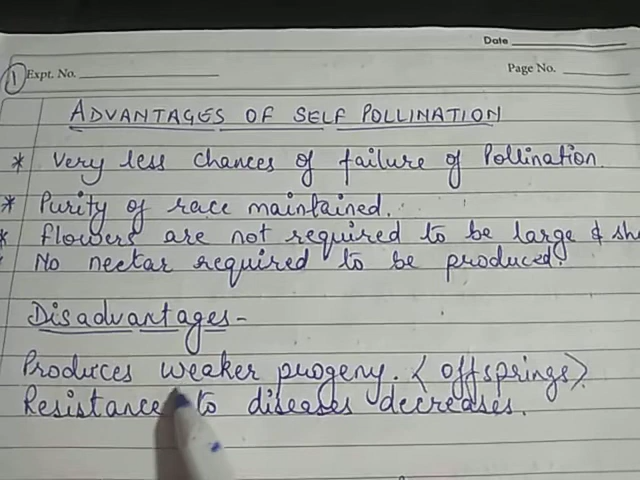 Date
1 Expt. No. Page No.
ADVANTAGES OF SELF POLLINATION
* Very less chances of failure of Pollination.
* Purity of race maintained.
* flowers are not required to be large &
No nectar required to be produced.
Disadvantages -
Produces weaker progeny. < offsprings >.
Resistance to diseases decreases.